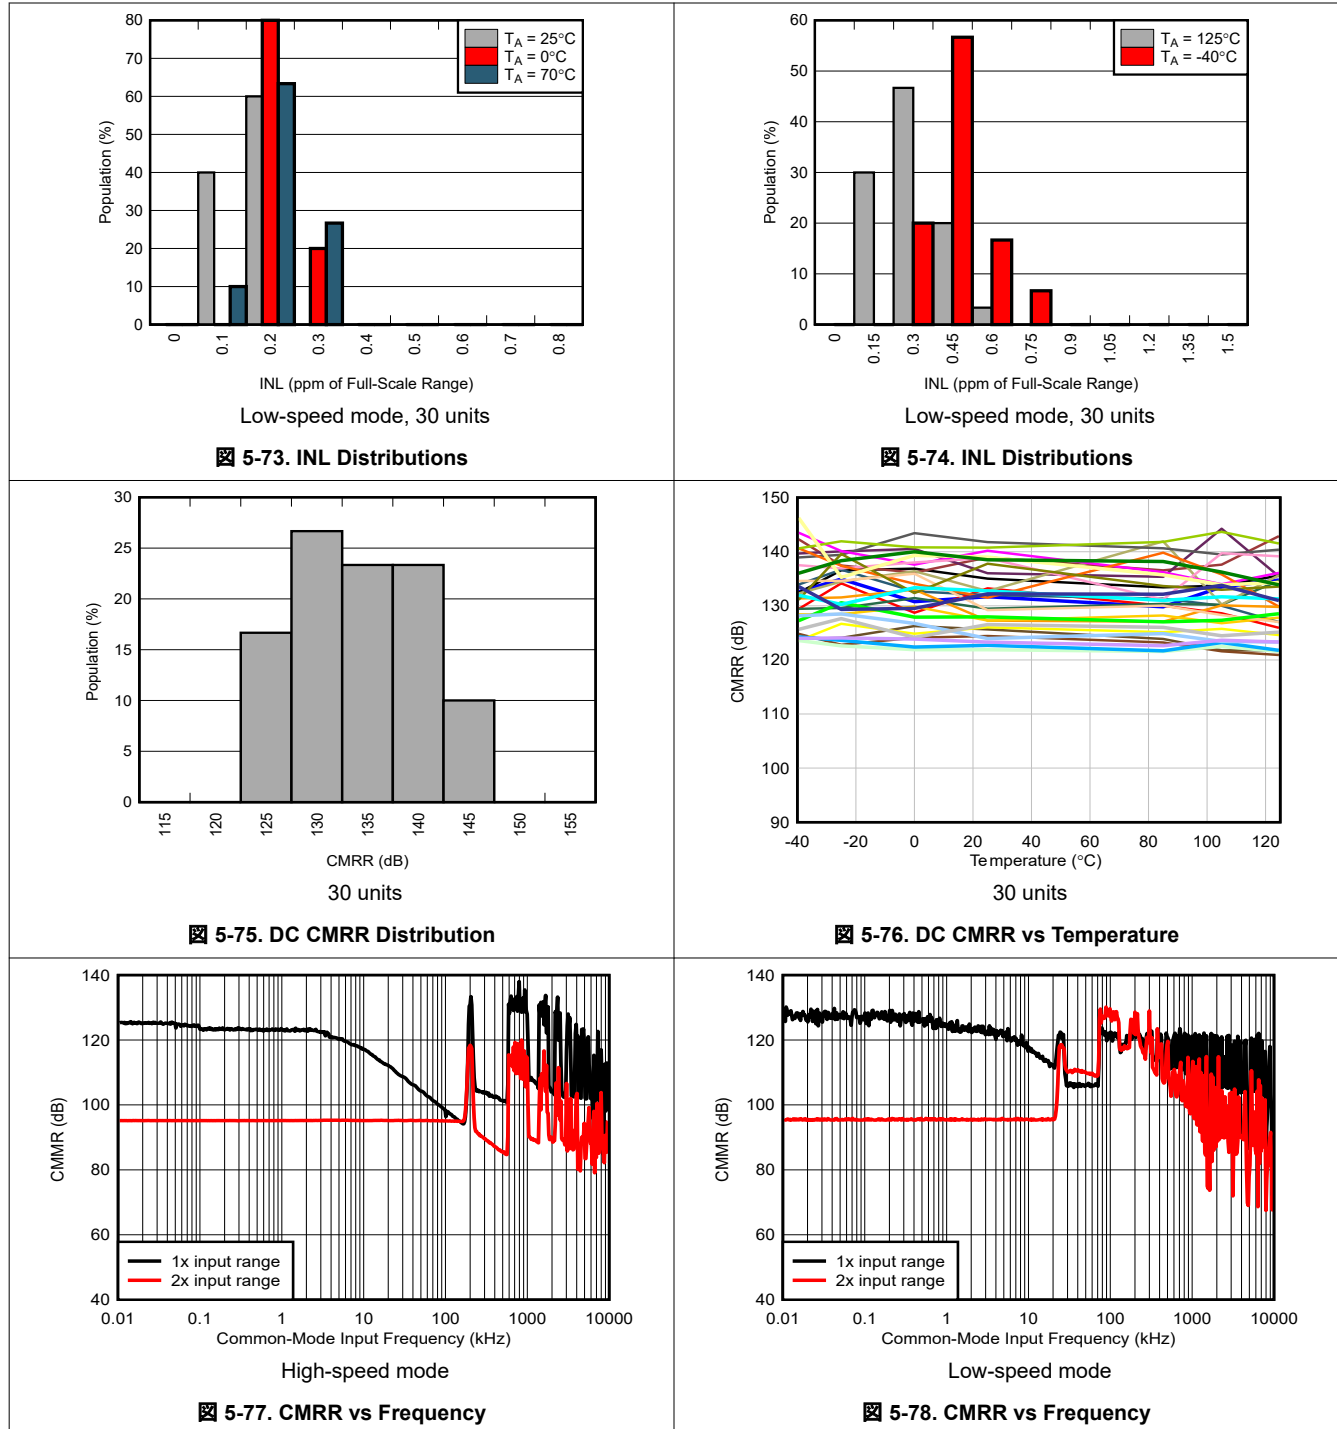 80
70
60
50
40
30
20
10
0
Population (%)
T_A = 25°C
T_A = 0°C
T_A = 70°C
0
0.1
0.2
0.3
0.4
0.5
0.6
0.7
0.8
INL (ppm of Full-Scale Range)
Low-speed mode, 30 units
図 5-73. INL Distributions
60
50
40
30
20
10
0
Population (%)
T_A = 125°C
T_A = -40°C
0
0.15
0.3
0.45
0.6
0.75
0.9
1.05
1.2
1.35
1.5
INL (ppm of Full-Scale Range)
Low-speed mode, 30 units
図 5-74. INL Distributions
30
25
20
15
10
5
0
Population (%)
115
120
125
130
135
140
145
150
155
CMRR (dB)
30 units
図 5-75. DC CMRR Distribution
150
140
130
120
110
100
90
CMRR (dB)
-40 -20 0 20 40 60 80 100 120
Temperature (°C)
30 units
図 5-76. DC CMRR vs Temperature
140
120
100
80
60
40
CMMR (dB)
1x input range
2x input range
0.01 0.1 1 10 100 1000 10000
Common-Mode Input Frequency (kHz)
High-speed mode
図 5-77. CMRR vs Frequency
140
120
100
80
60
40
CMMR (dB)
1x input range
2x input range
0.01 0.1 1 10 100 1000 10000
Common-Mode Input Frequency (kHz)
Low-speed mode
図 5-78. CMRR vs Frequency